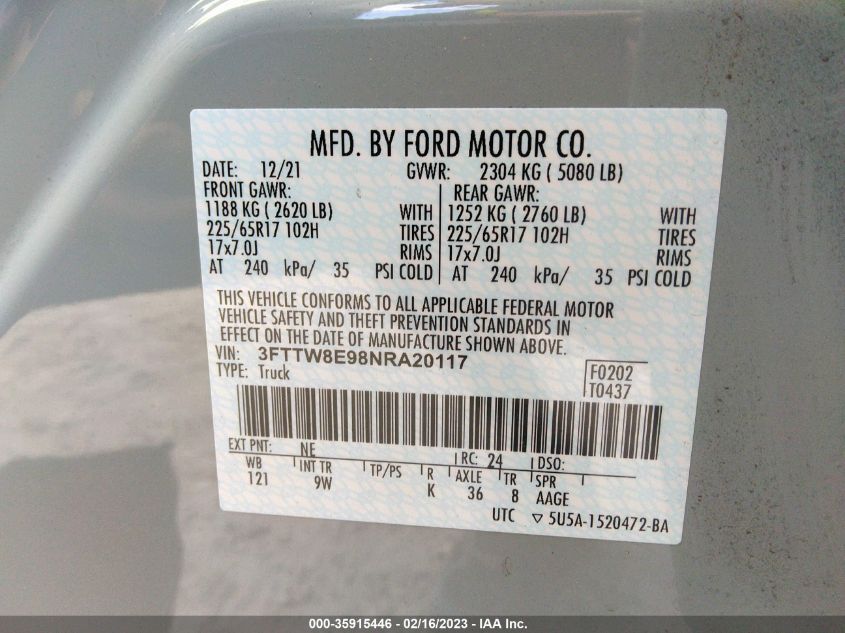 MFD. BY FORD MOTOR CO.
DATE: 12/21 GVWR: 2304 KG ( 5080 LB)
FRONT GAWR: REAR GAWR:
1188 KG ( 2620 LB) WITH 1252 KG ( 2760 LB) WITH
225/65R17 102H TIRES 225/65R17 102H TIRES
17x7.0J RIMS 17x7.0J RIMS
AT 240 kPa/ 35 PSI COLD AT 240 kPa/ 35 PSI COLD
THIS VEHICLE CONFORMS TO ALL APPLICABLE FEDERAL MOTOR
VEHICLE SAFETY AND THEFT PREVENTION STANDARDS IN
EFFECT ON THE DATE OF MANUFACTURE SHOWN ABOVE.
VIN: 3FTTW8E98NRA20117 F0202
TYPE: Truck T0437
EXT PNT: NE RC: 24 DSO:
WB INT TR TP/PS R AXLE TR SPR
121 9W K 36 8 AAGE
UTC ▽ 5U5A-1520472-BA
000-35915446 - 02/16/2023 - IAA Inc.